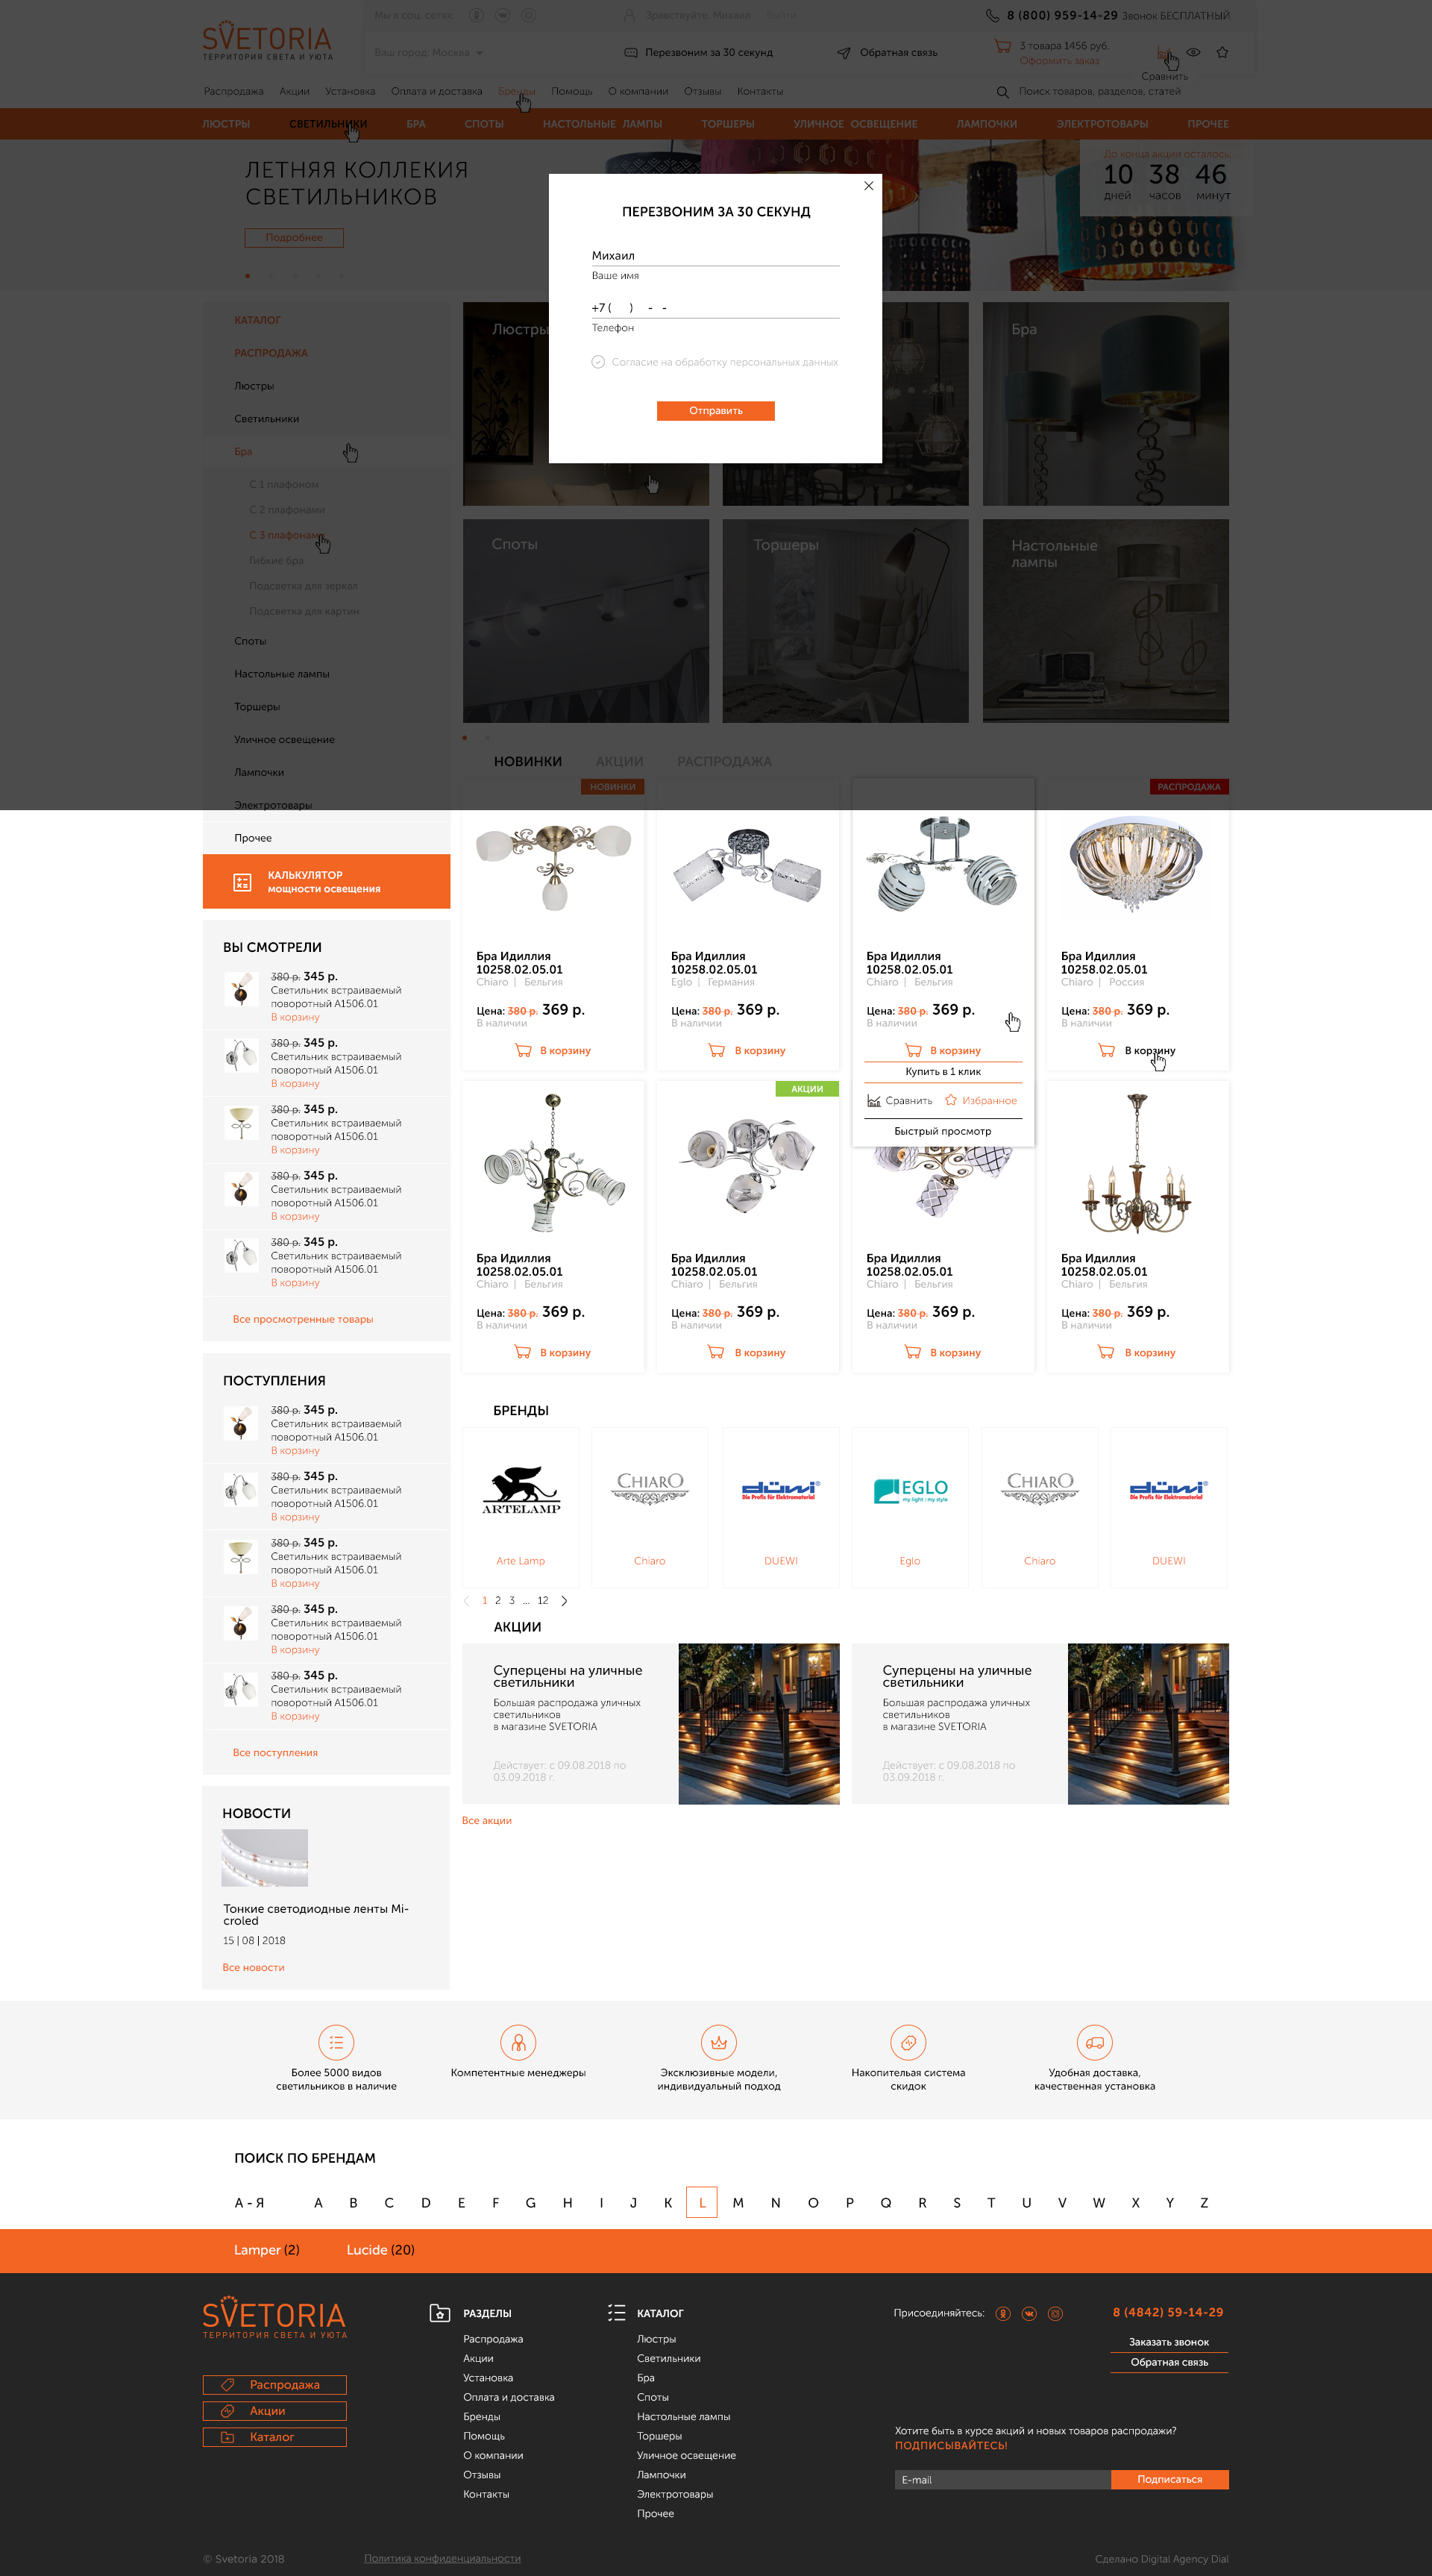 SVETORIA
ТЕРРИТОРИЯ СВЕТА И УЮТА
Мы в соц. сетях:
Здравствуйте, Михаил
Выйти
8 (800) 959-14-29 Звонок БЕСПЛАТНЫЙ
Ваш город: Москва
Перезвоним за 30 секунд
Обратная связь
3 товара 1456 руб.
Оформить заказ
Сравнить
Распродажа Акции Установка Оплата и доставка Бренды Помощь О компании Отзывы Контакты
Поиск товаров, разделов, статей
ЛЮСТРЫ СВЕТИЛЬНИКИ БРА СПОТЫ НАСТОЛЬНЫЕ ЛАМПЫ ТОРШЕРЫ УЛИЧНОЕ ОСВЕЩЕНИЕ ЛАМПОЧКИ ЭЛЕКТРОТОВАРЫ ПРОЧЕЕ
ЛЕТНЯЯ КОЛЛЕКИЯ
СВЕТИЛЬНИКОВ
Подробнее
До конца акции осталось:
10 38 46
дней часов минут
ПЕРЕЗВОНИМ ЗА 30 СЕКУНД
Михаил
Ваше имя
+7 ( ) - -
Телефон
Согласие на обработку персональных данных
Отправить
КАТАЛОГ
РАСПРОДАЖА
Люстры
Светильники
Бра
С 1 плафоном
С 2 плафонами
С 3 плафонами
Гибкие бра
Подсветка для зеркал
Подсветка для картин
Споты
Настольные лампы
Торшеры
Уличное освещение
Лампочки
Электротовары
Прочее
КАЛЬКУЛЯТОР
мощности освещения
Люстры
Бра
Споты
Торшеры
Настольные
лампы
НОВИНКИ АКЦИИ РАСПРОДАЖА
НОВИНКИ
РАСПРОДАЖА
Бра Идиллия
10258.02.05.01
Chiaro | Бельгия
Цена: 380 р. 369 р.
В наличии
В корзину
Бра Идиллия
10258.02.05.01
Eglo | Германия
Цена: 380 р. 369 р.
В наличии
В корзину
Бра Идиллия
10258.02.05.01
Chiaro | Бельгия
Цена: 380 р. 369 р.
В наличии
В корзину
Купить в 1 клик
Сравнить Избранное
Быстрый просмотр
Бра Идиллия
10258.02.05.01
Chiaro | Россия
Цена: 380 р. 369 р.
В наличии
В корзину
АКЦИИ
Бра Идиллия
10258.02.05.01
Chiaro | Бельгия
Цена: 380 р. 369 р.
В наличии
В корзину
Бра Идиллия
10258.02.05.01
Chiaro | Бельгия
Цена: 380 р. 369 р.
В наличии
В корзину
Бра Идиллия
10258.02.05.01
Chiaro | Бельгия
Цена: 380 р. 369 р.
В наличии
В корзину
Бра Идиллия
10258.02.05.01
Chiaro | Бельгия
Цена: 380 р. 369 р.
В наличии
В корзину
ВЫ СМОТРЕЛИ
380 р. 345 р.
Светильник встраиваемый
поворотный A1506.01
В корзину
380 р. 345 р.
Светильник встраиваемый
поворотный A1506.01
В корзину
380 р. 345 р.
Светильник встраиваемый
поворотный A1506.01
В корзину
380 р. 345 р.
Светильник встраиваемый
поворотный A1506.01
В корзину
380 р. 345 р.
Светильник встраиваемый
поворотный A1506.01
В корзину
Все просмотренные товары
ПОСТУПЛЕНИЯ
380 р. 345 р.
Светильник встраиваемый
поворотный A1506.01
В корзину
380 р. 345 р.
Светильник встраиваемый
поворотный A1506.01
В корзину
380 р. 345 р.
Светильник встраиваемый
поворотный A1506.01
В корзину
380 р. 345 р.
Светильник встраиваемый
поворотный A1506.01
В корзину
380 р. 345 р.
Светильник встраиваемый
поворотный A1506.01
В корзину
Все поступления
НОВОСТИ
Тонкие светодиодные ленты Mi-
croled
15 | 08 | 2018
Все новости
БРЕНДЫ
ARTELAMP
CHIARO
düwi
Die Profis für Elektromaterial
EGLO
my light : my style
CHIARO
düwi
Die Profis für Elektromaterial
Arte Lamp Chiaro DUEWI Eglo Chiaro DUEWI
1 2 3 ... 12
АКЦИИ
Суперцены на уличные
светильники
Большая распродажа уличных
светильников
в магазине SVETORIA
Действует: с 09.08.2018 по
03.09.2018 г.
Суперцены на уличные
светильники
Большая распродажа уличных
светильников
в магазине SVETORIA
Действует: с 09.08.2018 по
03.09.2018 г.
Все акции
Более 5000 видов
светильников в наличие
Компетентные менеджеры
Эксклюзивные модели,
индивидуальный подход
Накопительая система
скидок
Удобная доставка,
качественная установка
ПОИСК ПО БРЕНДАМ
А - Я A B C D E F G H I J K L M N O P Q R S T U V W X Y Z
Lamper (2) Lucide (20)
SVETORIA
ТЕРРИТОРИЯ СВЕТА И УЮТА
Распродажа
Акции
Каталог
РАЗДЕЛЫ
Распродажа
Акции
Установка
Оплата и доставка
Бренды
Помощь
О компании
Отзывы
Контакты
КАТАЛОГ
Люстры
Светильники
Бра
Споты
Настольные лампы
Торшеры
Уличное освещение
Лампочки
Электротовары
Прочее
Присоединяйтесь:
8 (4842) 59-14-29
Заказать звонок
Обратная связь
Хотите быть в курсе акций и новых товаров распродажи?
ПОДПИСЫВАЙТЕСЬ!
E-mail
Подписаться
© Svetoria 2018
Политика конфиденциальности
Сделано Digital Agency Dial